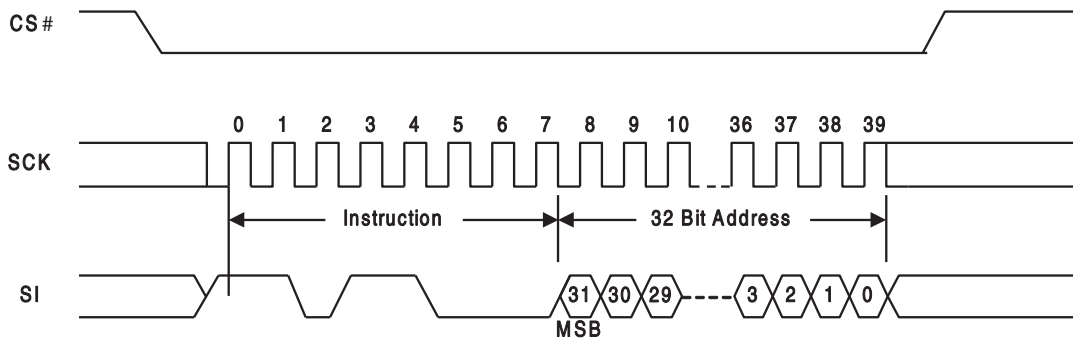 CS#
0 1 2 3 4 5 6 7 8 9 10 36 37 38 39
SCK
Instruction 32 Bit Address
SI 31 30 29 3 2 1 0
MSB